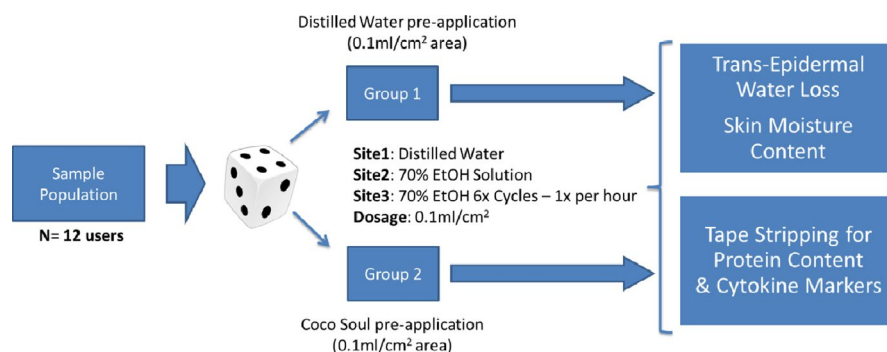 Distilled Water pre-application
(0.1ml/cm² area)
Group 1
Trans-Epidermal
Water Loss
Skin Moisture
Content
Sample
Population
N= 12 users
Site1: Distilled Water
Site2: 70% EtOH Solution
Site3: 70% EtOH 6x Cycles – 1x per hour
Dosage: 0.1ml/cm²
Group 2
Tape Stripping for
Protein Content
& Cytokine Markers
Coco Soul pre-application
(0.1ml/cm² area)